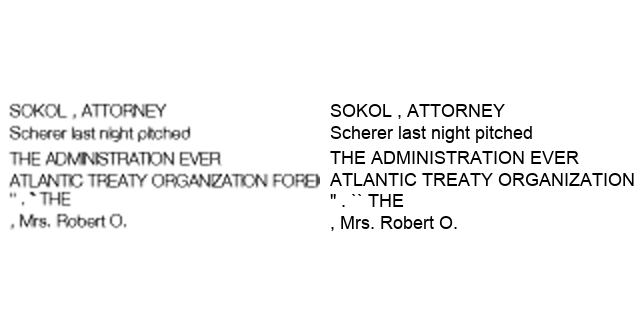 SOKOL , ATTORNEY
Scherer last night pitched
THE ADMINISTRATION EVER
ATLANTIC TREATY ORGANIZATION
" . ` THE
, Mrs. Robert O.
SOKOL , ATTORNEY
Scherer last night pitched
THE ADMINISTRATION EVER
ATLANTIC TREATY ORGANIZATION
" . `` THE
, Mrs. Robert O.